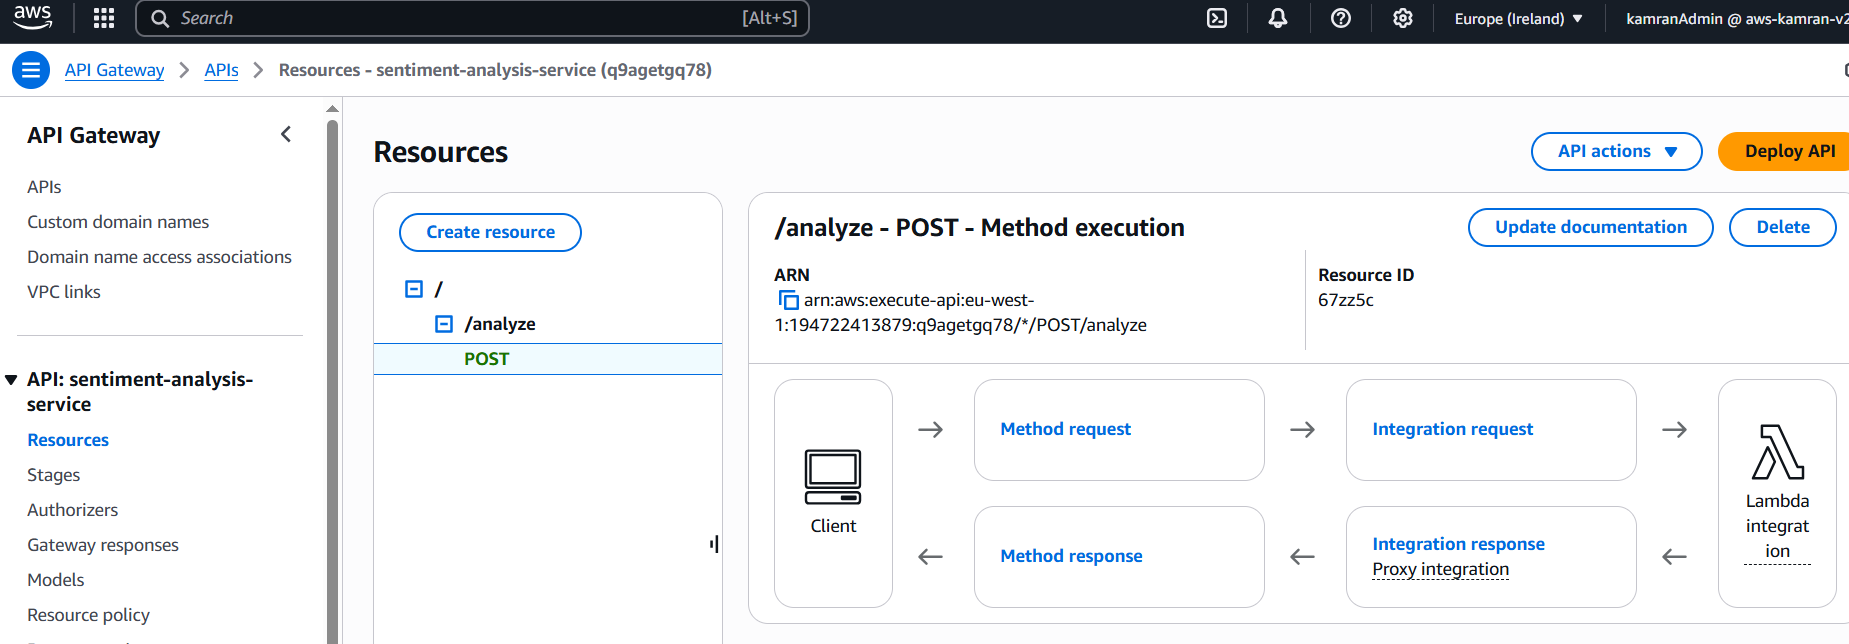 aws
Search
[Alt+S]
Europe (Ireland)
kamranAdmin @ aws-kamran-v2
API Gateway
APIs
Resources - sentiment-analysis-service (q9agetgq78)
API Gateway
APIs
Custom domain names
Domain name access associations
VPC links
API: sentiment-analysis-
service
Resources
Stages
Authorizers
Gateway responses
Models
Resource policy
Resources
API actions
Deploy API
Create resource
/
/analyze
POST
/analyze - POST - Method execution
Update documentation
Delete
ARN
arn:aws:execute-api:eu-west-
1:194722413879:q9agetgq78/*/POST/analyze
Resource ID
67zz5c
Client
Method request
Integration request
Lambda
integrat
ion
Method response
Integration response
Proxy integration